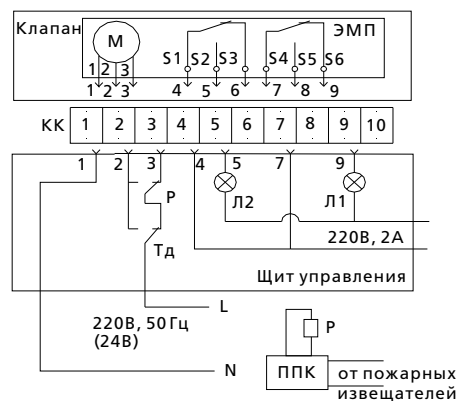 Клапан
ЭМП
М
S1 S2 S3 S4 S5 S6
1 2 3
1 2 3 4 5 6 7 8 9
КК 1 2 3 4 5 6 7 8 9 10
1 2 3 4 5 7 9
Р
Л2
Л1
Тд
220В, 2А
Щит управления
L
220В, 50Гц
(24В)
Р
N
ППК
от пожарных
извещателей